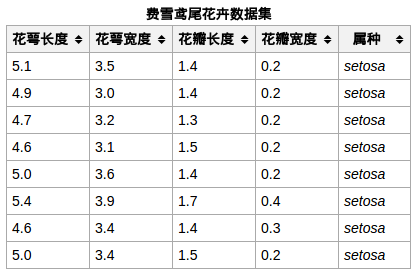 费雪鸢尾花卉数据集
花萼长度 花萼宽度 花瓣长度 花瓣宽度 属种
5.1 3.5 1.4 0.2 setosa
4.9 3.0 1.4 0.2 setosa
4.7 3.2 1.3 0.2 setosa
4.6 3.1 1.5 0.2 setosa
5.0 3.6 1.4 0.2 setosa
5.4 3.9 1.7 0.4 setosa
4.6 3.4 1.4 0.3 setosa
5.0 3.4 1.5 0.2 setosa